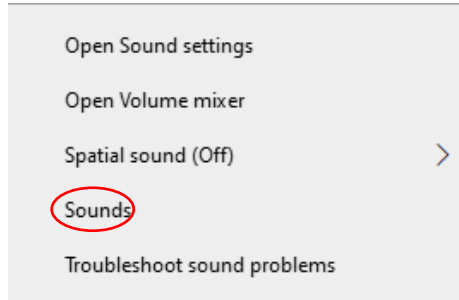 Open Sound settings
Open Volume mixer
Spatial sound (Off)
Sounds
Troubleshoot sound problems